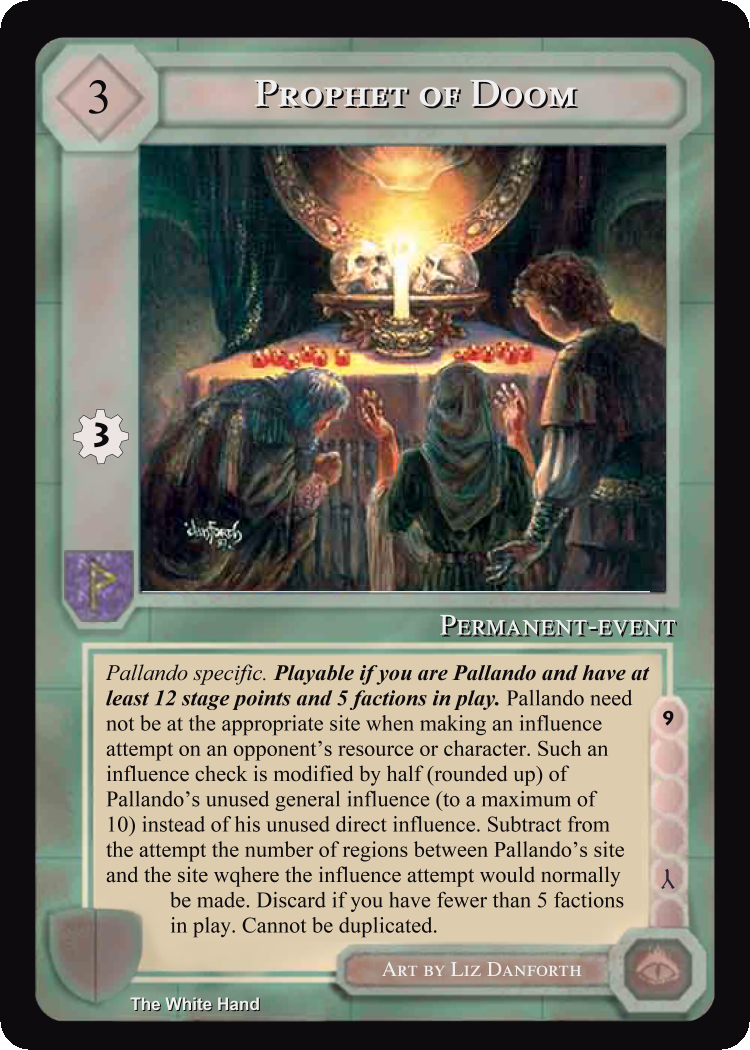 3
Prophet of Doom
3
Danforth
Permanent-event
Pallando specific. Playable if you are Pallando and have at
least 12 stage points and 5 factions in play. Pallando need
not be at the appropriate site when making an influence
attempt on an opponent's resource or character. Such an
influence check is modified by half (rounded up) of
Pallando's unused general influence (to a maximum of
10) instead of his unused direct influence. Subtract from
the attempt the number of regions between Pallando's site
and the site wqhere the influence attempt would normally
be made. Discard if you have fewer than 5 factions
in play. Cannot be duplicated.
9
Art by Liz Danforth
The White Hand